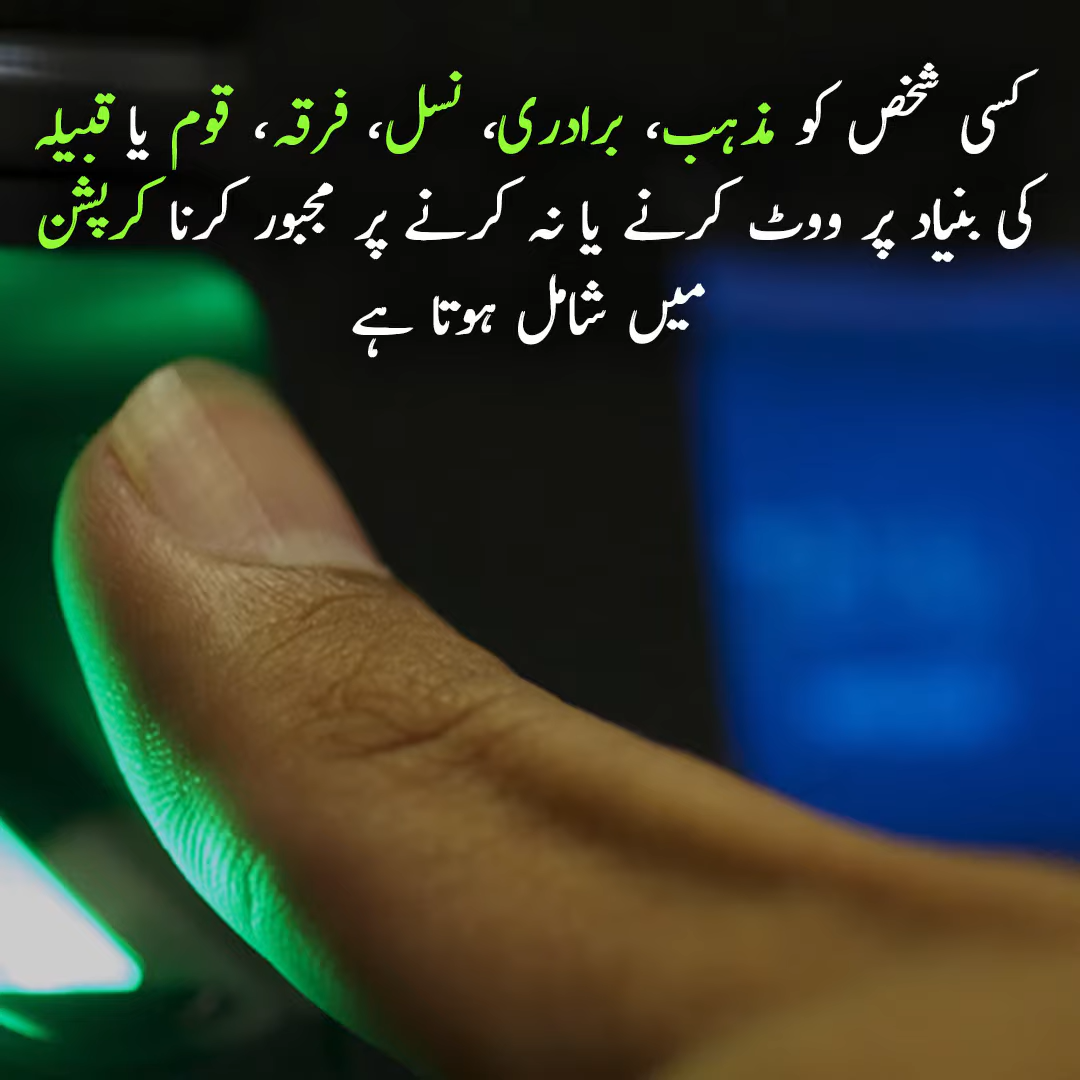 کسی شخص کو مذہب، برادری، نسل، فرقہ، قوم یا قبیلہ
کی بنیاد پر ووٹ کرنے یا نہ کرنے پر مجبور کرنا کرپشن
میں شامل ہوتا ہے